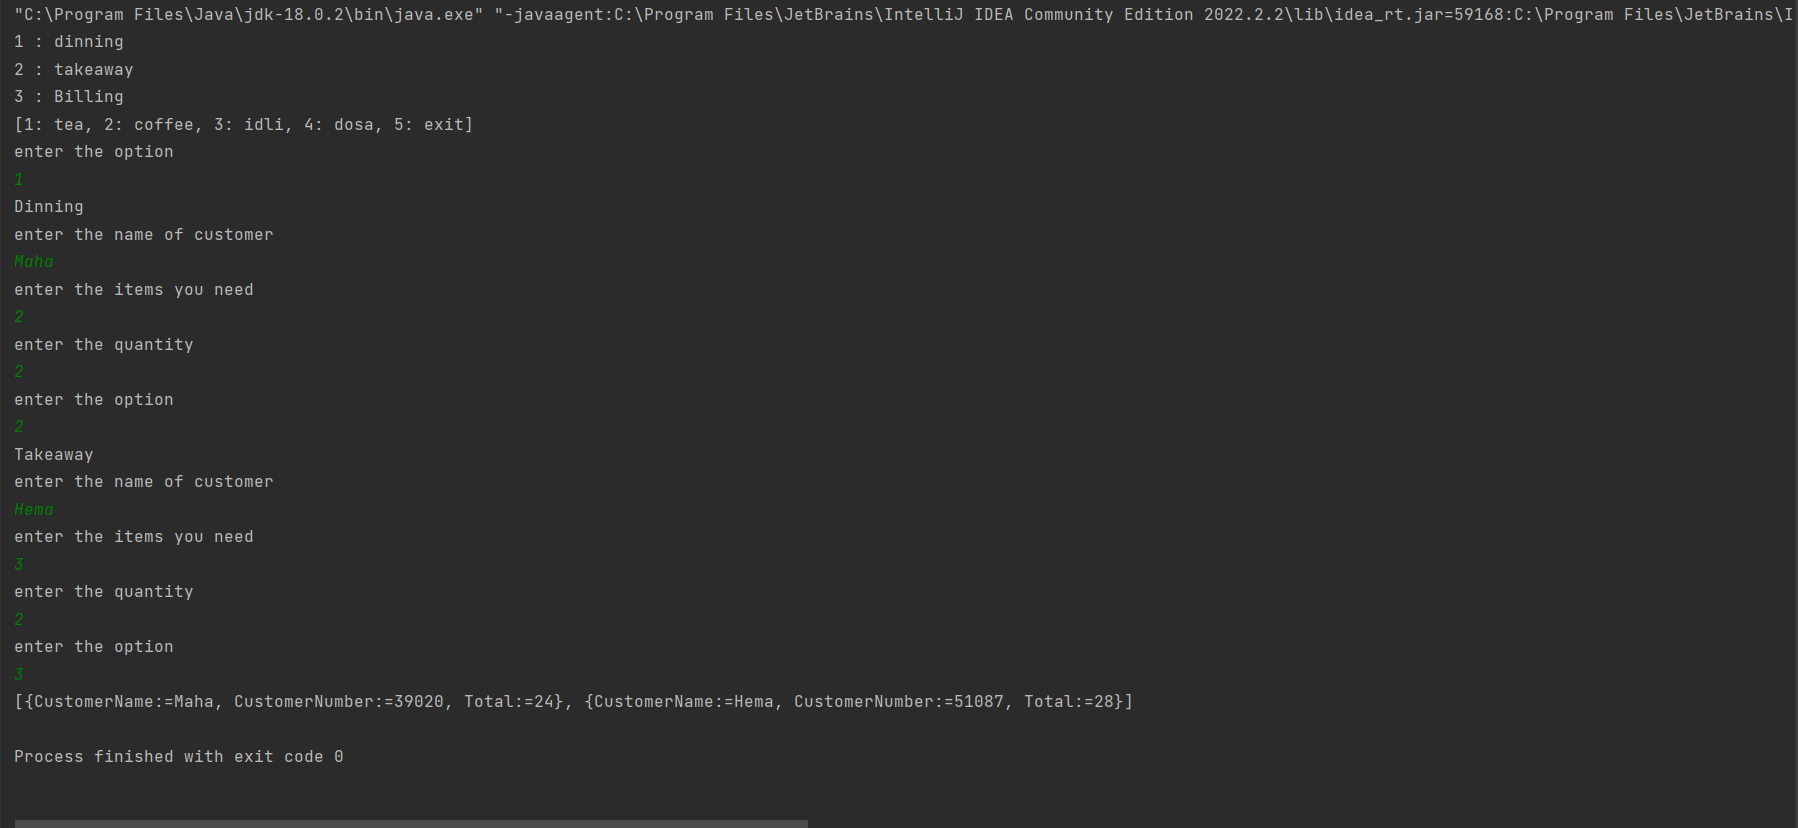 "C:\Program Files\Java\jdk-18.0.2\bin\java.exe" "-javaagent:C:\Program Files\JetBrains\IntelliJ IDEA Community Edition 2022.2.2\lib\idea_rt.jar=59168:C:\Program Files\JetBrains\I
1 : dinning
2 : takeaway
3 : Billing
[1: tea, 2: coffee, 3: idli, 4: dosa, 5: exit]
enter the option
1
Dinning
enter the name of customer
Maha
enter the items you need
2
enter the quantity
2
enter the option
2
Takeaway
enter the name of customer
Hema
enter the items you need
3
enter the quantity
2
enter the option
3
[{CustomerName:=Maha, CustomerNumber:=39020, Total:=24}, {CustomerName:=Hema, CustomerNumber:=51087, Total:=28}]
Process finished with exit code 0